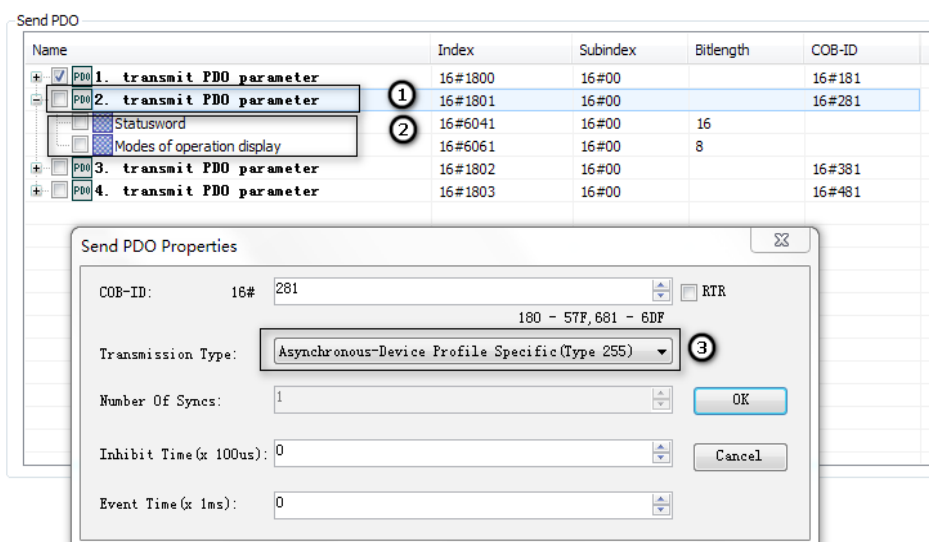 Send PDO
Name Index Subindex Bitlength COB-ID
PDO 1. transmit PDO parameter 16#1800 16#00 16#181
PDO 2. transmit PDO parameter 16#1801 16#00 16#281
1
Statusword 16#6041 16#00 16
2
Modes of operation display 16#6061 16#00 8
PDO 3. transmit PDO parameter 16#1802 16#00 16#381
PDO 4. transmit PDO parameter 16#1803 16#00 16#481
Send PDO Properties
COB-ID: 16# 281 RTR
180 - 57F,681 - 6DF
Transmission Type: Asynchronous-Device Profile Specific(Type 255) 3
Number Of Syncs: 1 OK
Inhibit Time(x 100us): 0 Cancel
Event Time(x 1ms): 0